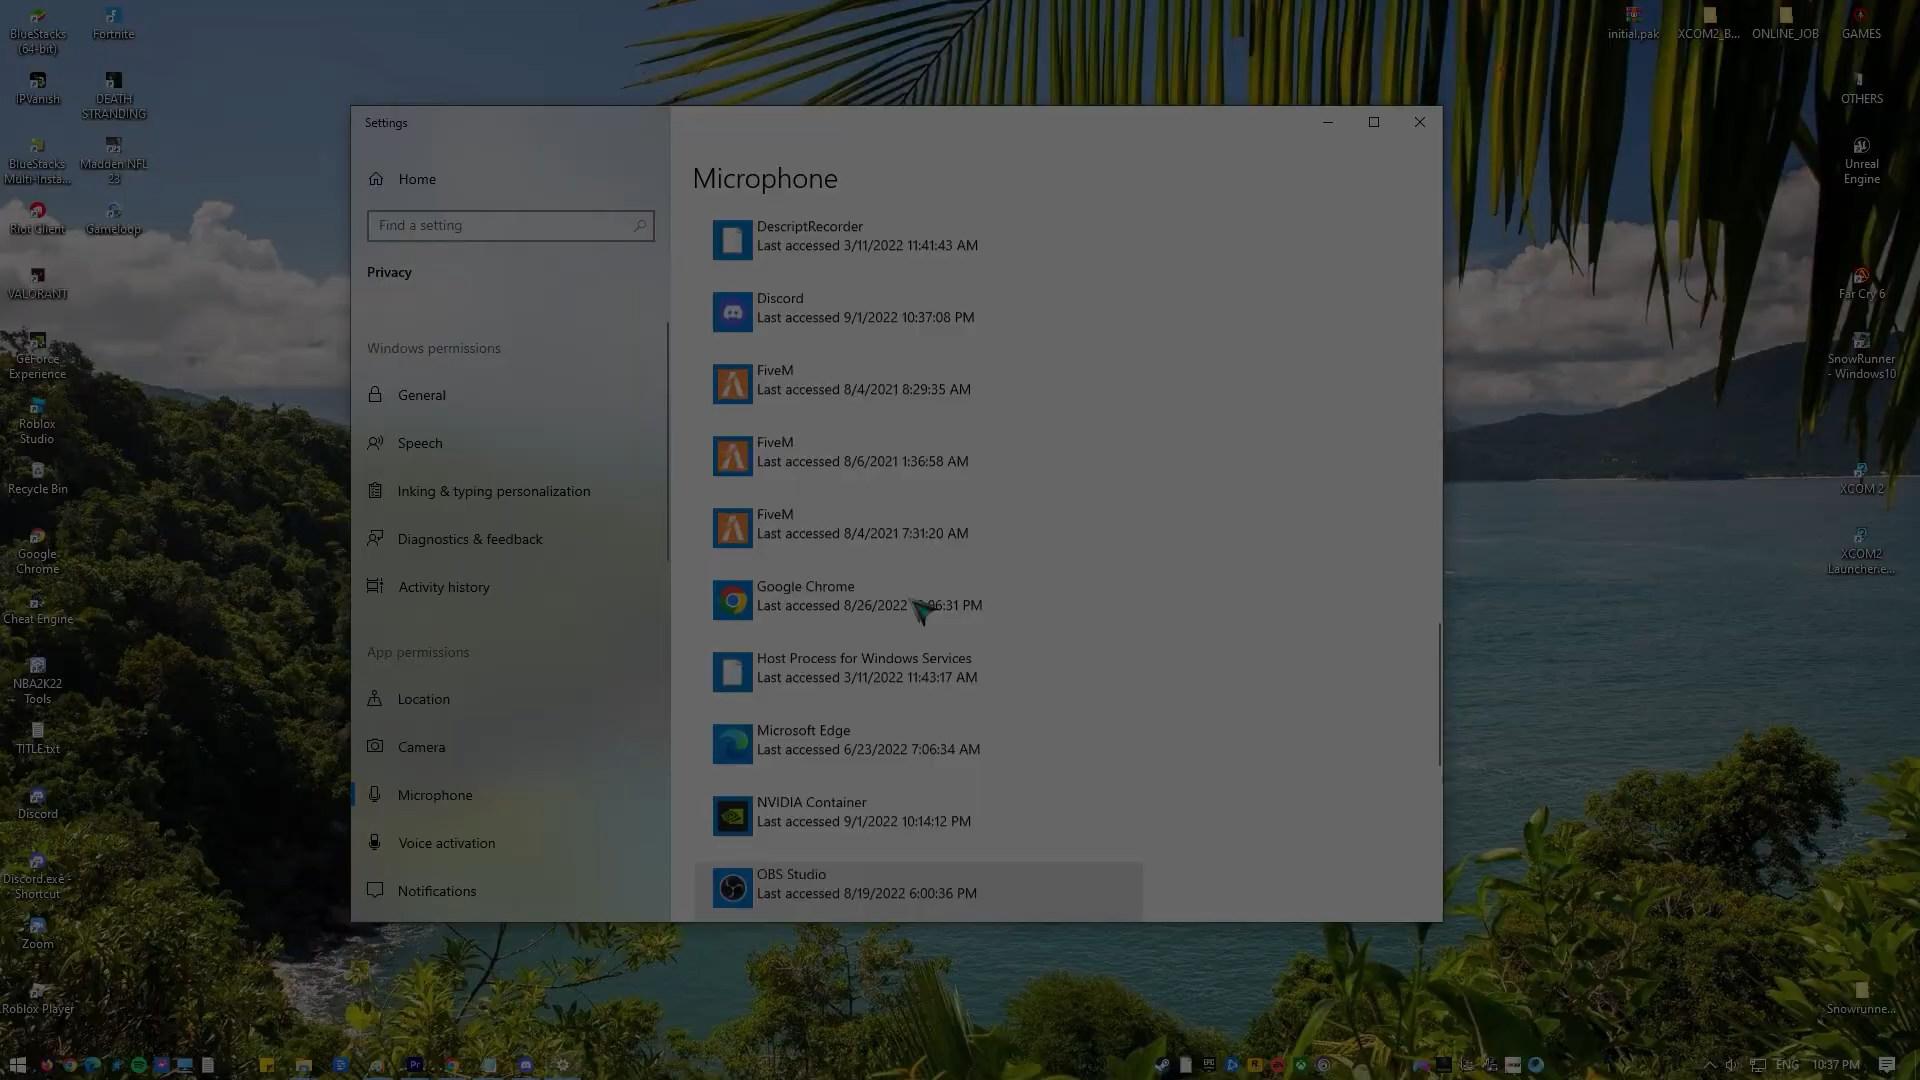 BlueStacks
(64-bit)
Fortnite
IPVanish
DEATH
STRANDING
BlueStacks
Multi-Insta...
Madden NFL
23
Riot Client
Gameloop
VALORANT
GeForce
Experience
Roblox
Studio
Recycle Bin
Google
Chrome
Cheat Engine
NBA2K22
Tools
TITLE.txt
Discord
Discord.exe -
Shortcut
Zoom
Roblox Player
Settings
Home
Find a setting
Privacy
Windows permissions
General
Speech
Inking & typing personalization
Diagnostics & feedback
Activity history
App permissions
Location
Camera
Microphone
Voice activation
Notifications
Microphone
DescriptRecorder
Last accessed 3/11/2022 11:41:43 AM
Discord
Last accessed 9/1/2022 10:37:08 PM
FiveM
Last accessed 8/4/2021 8:29:35 AM
FiveM
Last accessed 8/6/2021 1:36:58 AM
FiveM
Last accessed 8/4/2021 7:31:20 AM
Google Chrome
Last accessed 8/26/2022 :06:31 PM
Host Process for Windows Services
Last accessed 3/11/2022 11:43:17 AM
Microsoft Edge
Last accessed 6/23/2022 7:06:34 AM
NVIDIA Container
Last accessed 9/1/2022 10:14:12 PM
OBS Studio
Last accessed 8/19/2022 6:00:36 PM
initial.pak
XCOM2_B...
ONLINE_JOB
GAMES
OTHERS
Unreal
Engine
Far Cry 6
SnowRunner
- Windows10
XCOM 2
XCOM2
Launcher.e...
Snowrunne...
ENG
10:37 PM